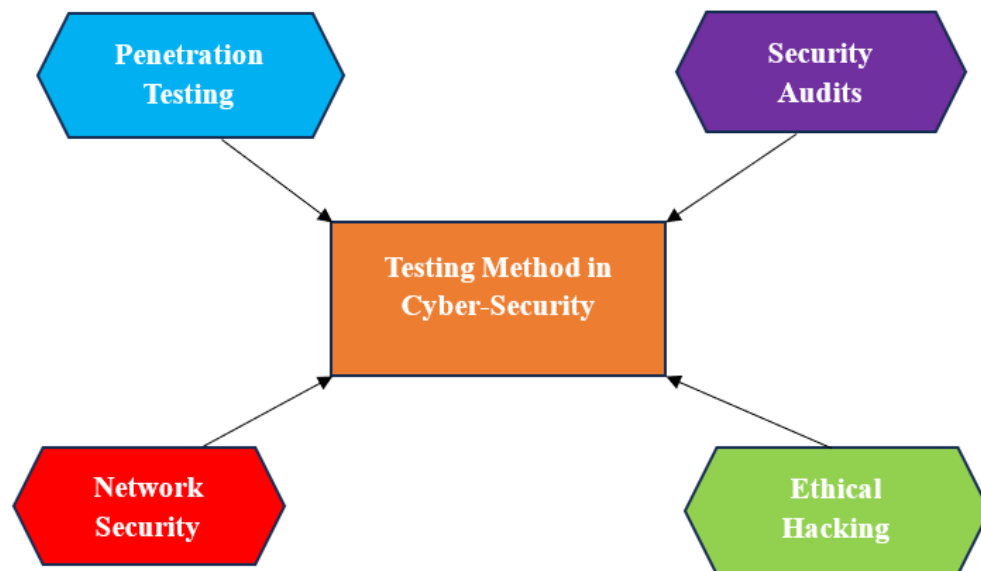 Penetration
Testing
Security
Audits
Testing Method in
Cyber-Security
Network
Security
Ethical
Hacking